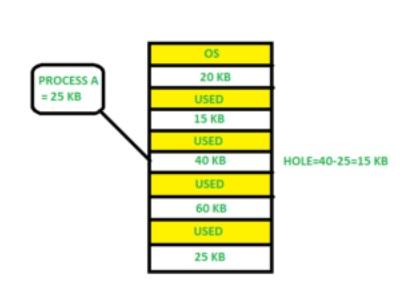 OS
20 KB
PROCESS A
= 25 KB
USED
15 KB
USED
40 KB
HOLE=40-25=15 KB
USED
60 KB
USED
25 KB